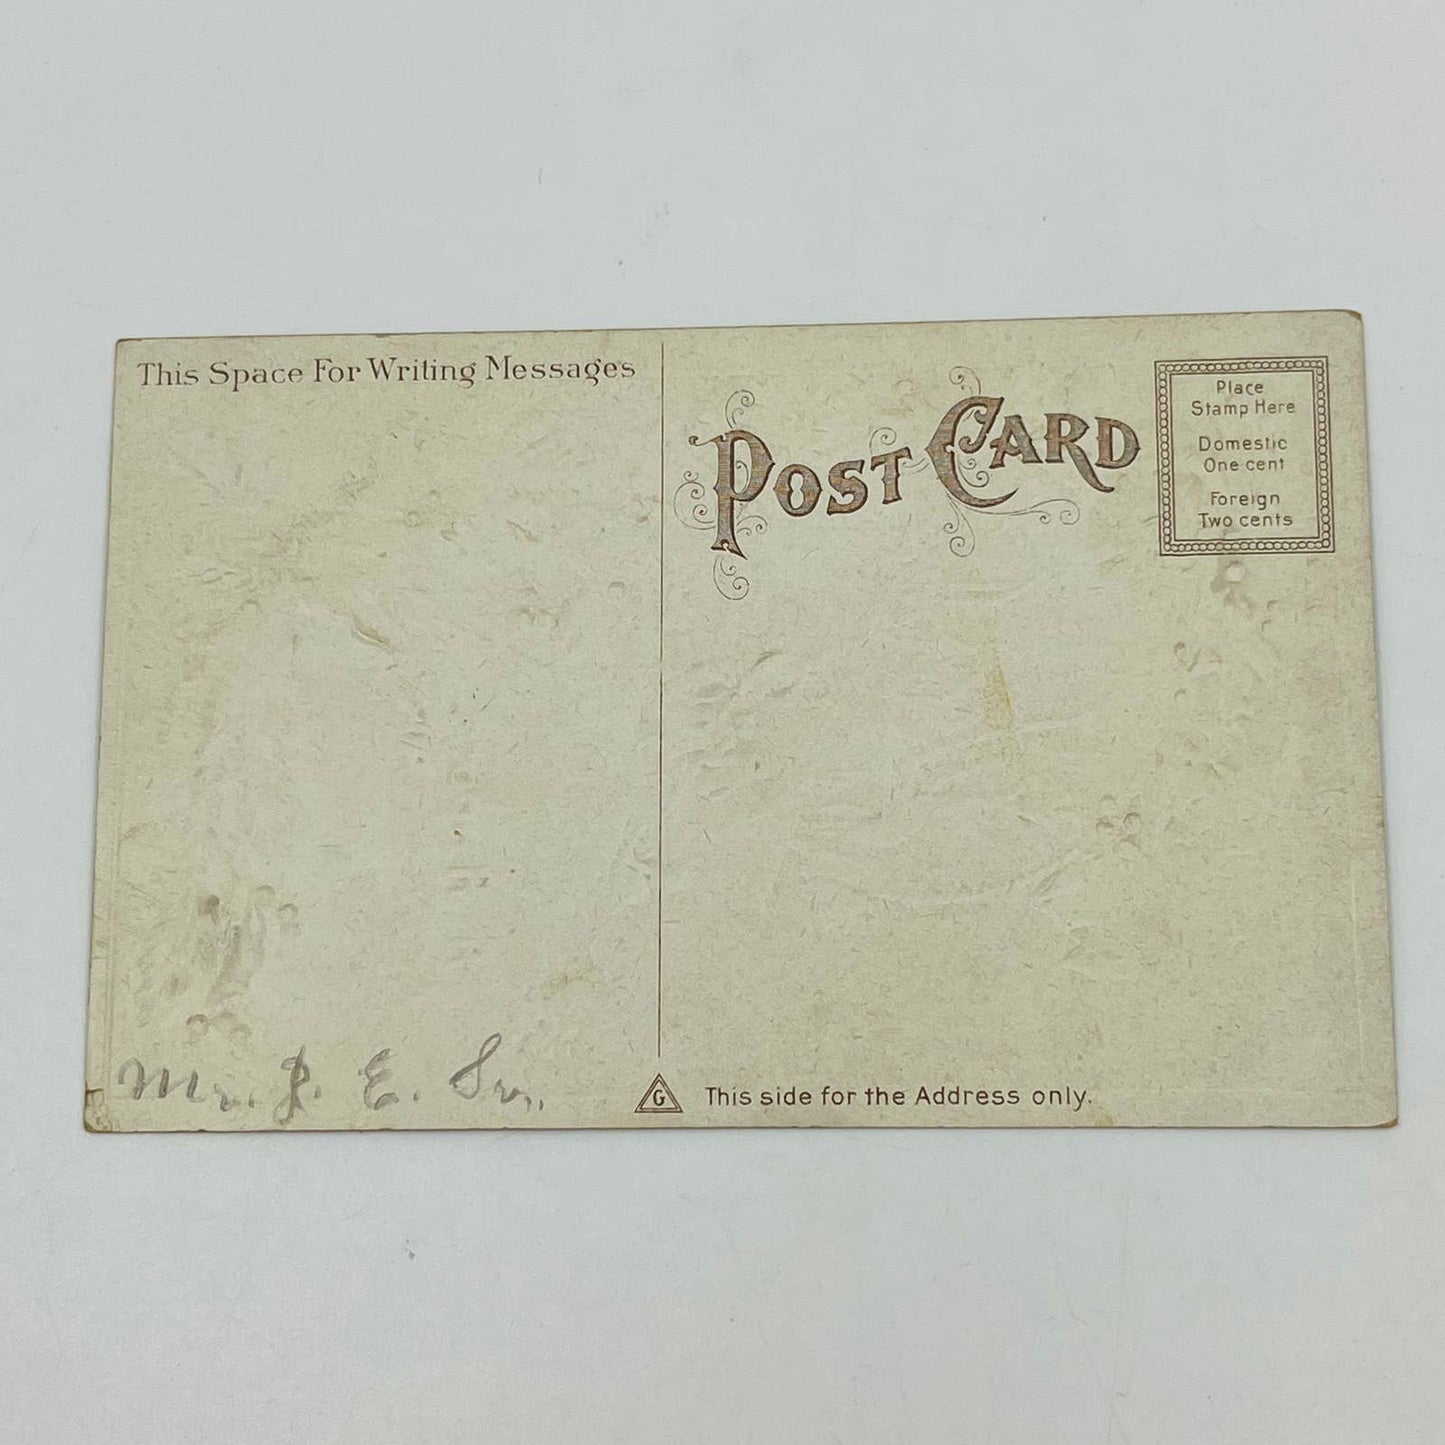 This Space For Writing Messages
POST CARD
Place
Stamp Here
Domestic
One cent
Foreign
Two cents
Mr. J. E. Sr.
G
This side for the Address only.